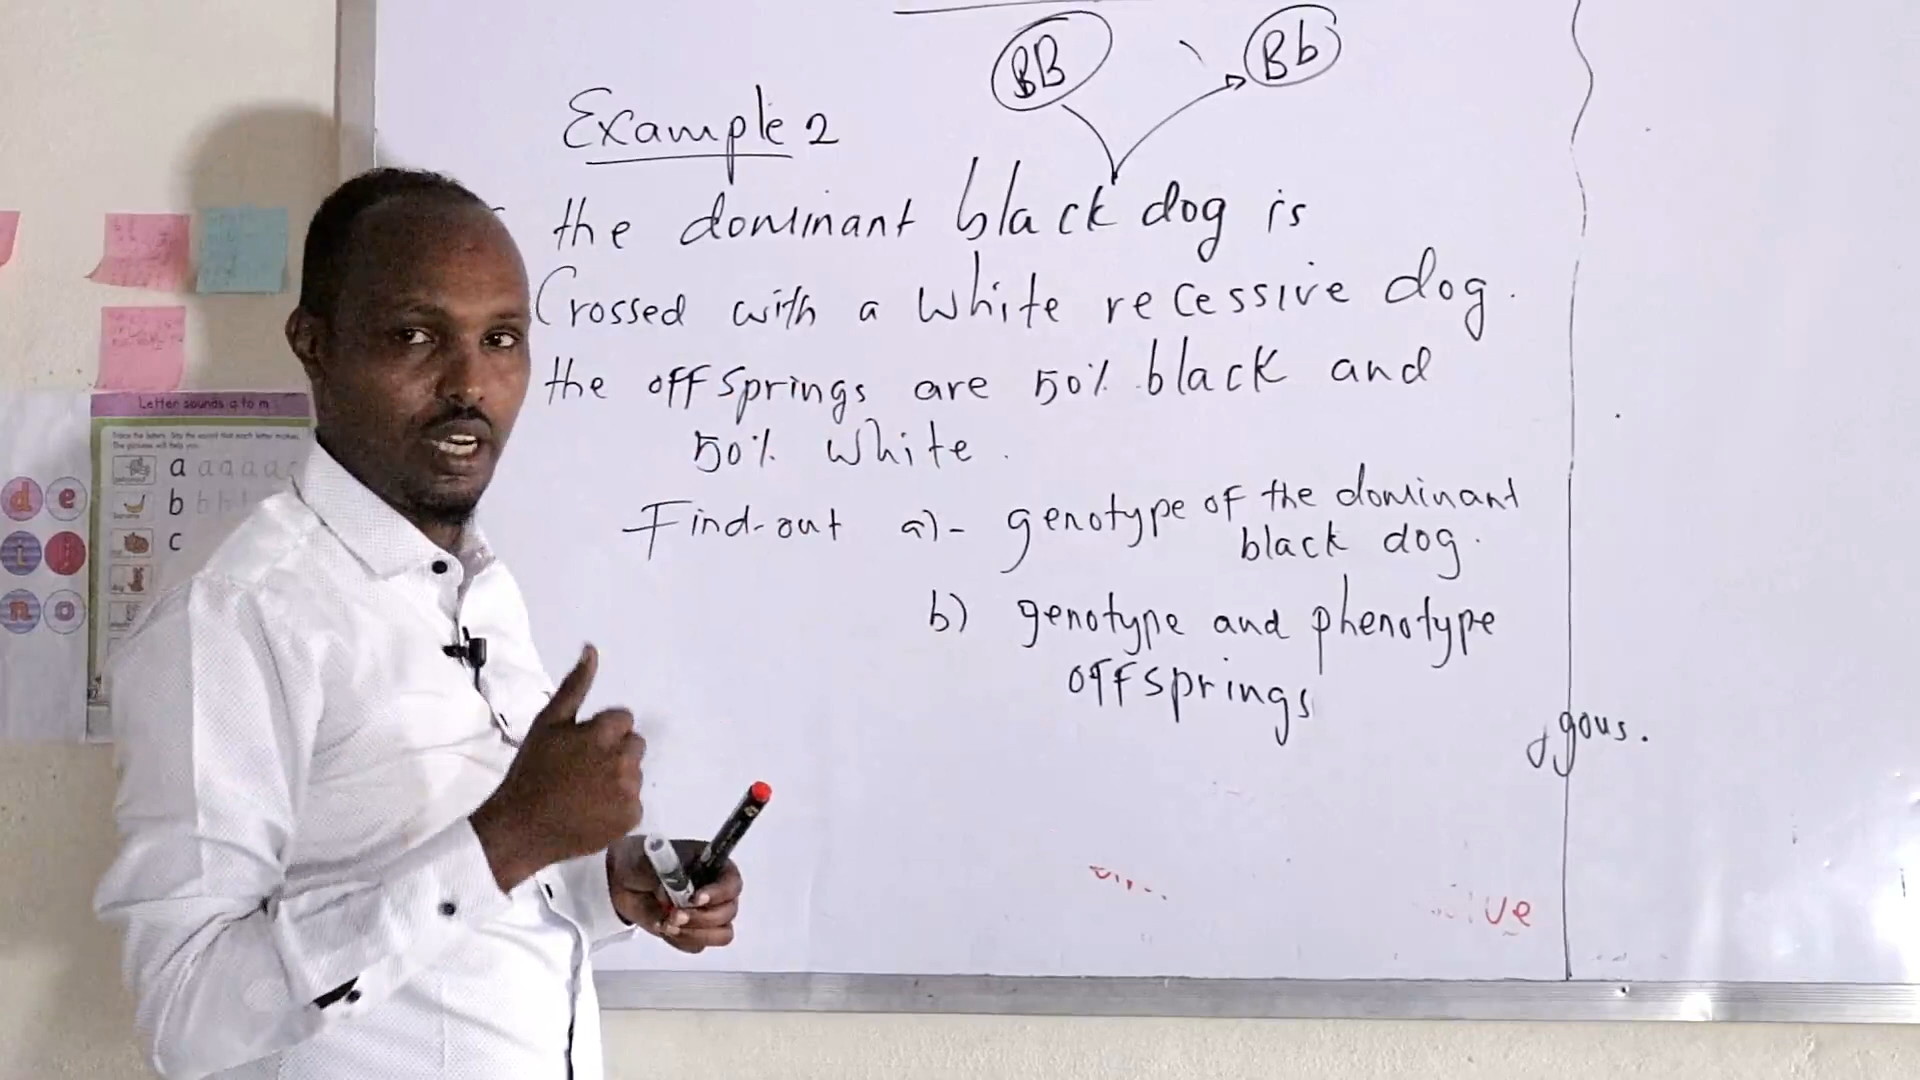 BB Bb
Example 2
the dominant black dog is
Crossed with a white recessive dog.
the offsprings are 50% black and
50% white.
Find-out a)- genotype of the dominant
black dog.
b) genotype and phenotype
offsprings
gous.
ve
Letter sounds a to m
a a a a a
b b b
c
d e
n o